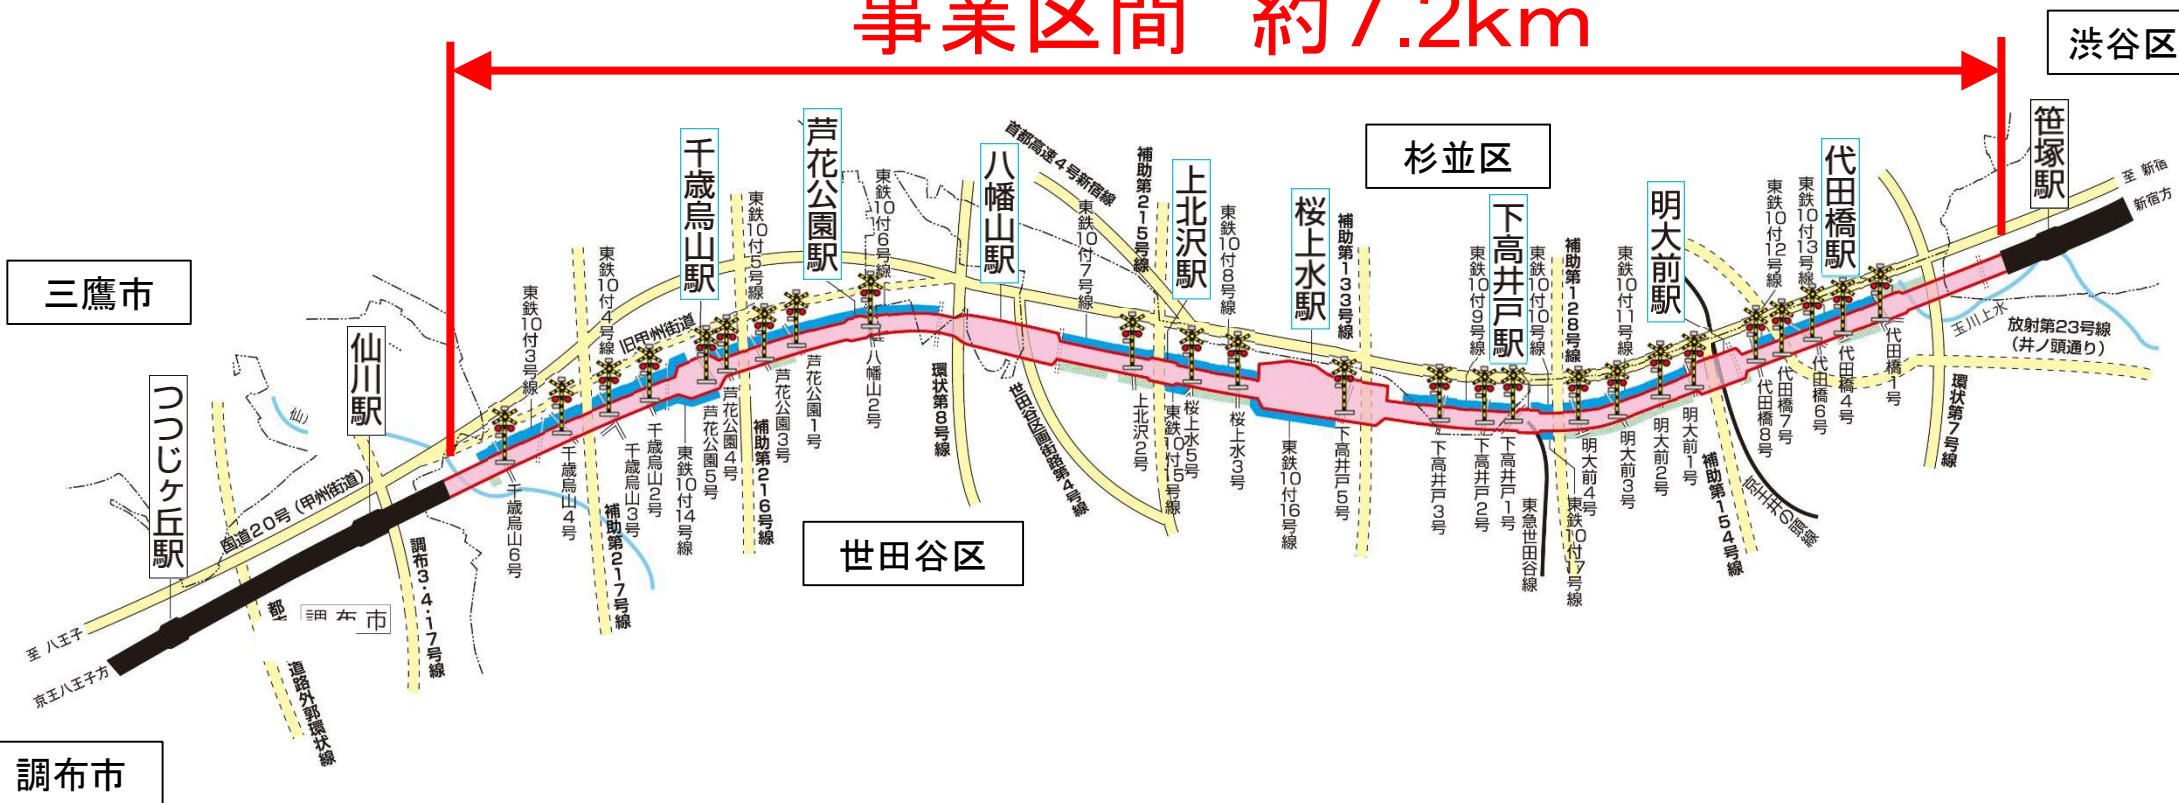 事業区間 約7.2km
渋谷区
杉並区
三鷹市
世田谷区
調布市
調布市
つつじヶ丘駅
仙川駅
千歳烏山駅
芦花公園駅
八幡山駅
上北沢駅
桜上水駅
下高井戸駅
明大前駅
代田橋駅
笹塚駅
至 新宿
新宿方
至 八王子
京王八王子方
国道20号(甲州街道)
旧甲州街道
首都高速4号新宿線
仙
玉川上水
放射第23号線
(井ノ頭通り)
環状第7号線
環状第8号線
世田谷区画街路第4号線
調布3・4・17号線
都
道路外郭環状線
補助第217号線
補助第216号線
補助第215号線
補助第133号線
補助第128号線
補助第154号線
京王井の頭線
東急世田谷線
東鉄10付3号線
東鉄10付4号線
東鉄10付5号線
東鉄10付6号線
東鉄10付7号線
東鉄10付8号線
東鉄10付9号線
東鉄10付10号線
東鉄10付11号線
東鉄10付12号線
東鉄10付13号線
東鉄10付14号線
東鉄10付15号線
東鉄10付16号線
東鉄10付17号線
千歳烏山6号
千歳烏山4号
千歳烏山3号
千歳烏山2号
芦花公園5号
芦花公園4号
芦花公園3号
芦花公園1号
八幡山2号
上北沢2号
桜上水5号
桜上水3号
下高井戸5号
下高井戸3号
下高井戸2号
下高井戸1号
明大前4号
明大前3号
明大前2号
明大前1号
代田橋8号
代田橋7号
代田橋6号
代田橋4号
代田橋1号